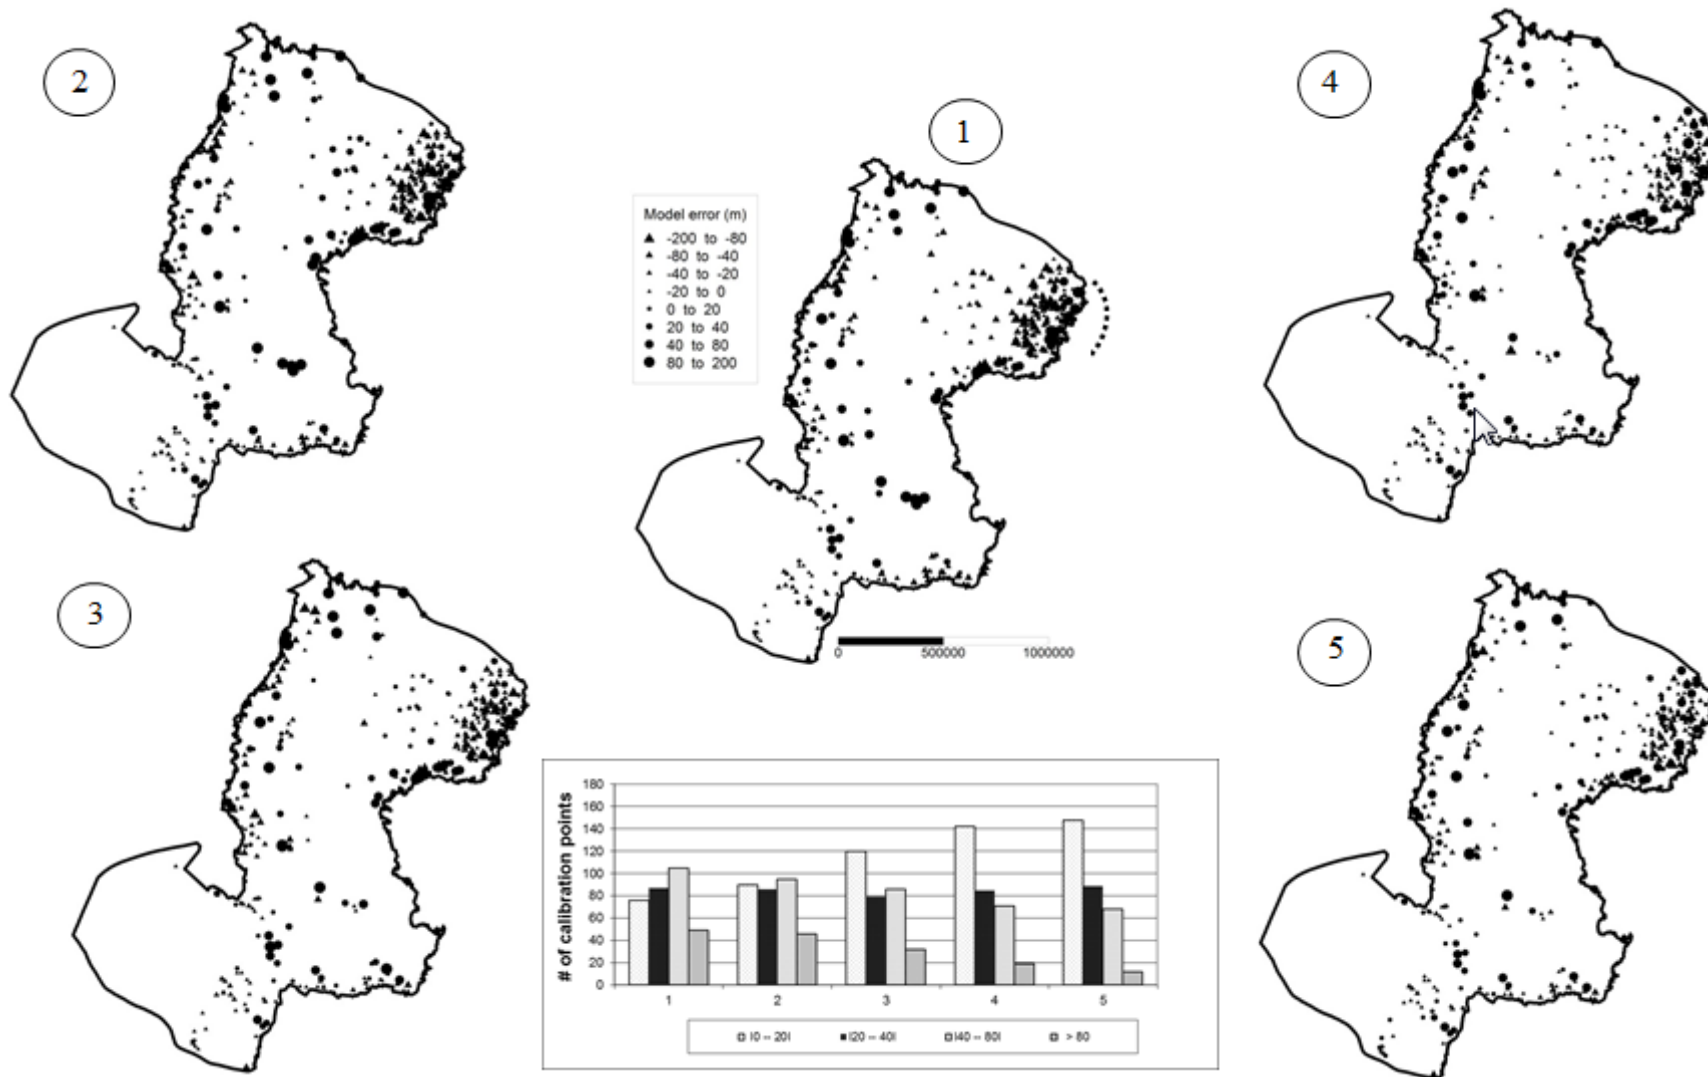 2
4
1
Model error (m)
-200 to -80
-80 to -40
-40 to -20
-20 to 0
0 to 20
20 to 40
40 to 80
80 to 200
3
5
0 500000 1000000
# of calibration points
180
160
140
120
100
80
60
40
20
0
1 2 3 4 5
|0 -- 20| |20 -- 40| |40 -- 80| > 80